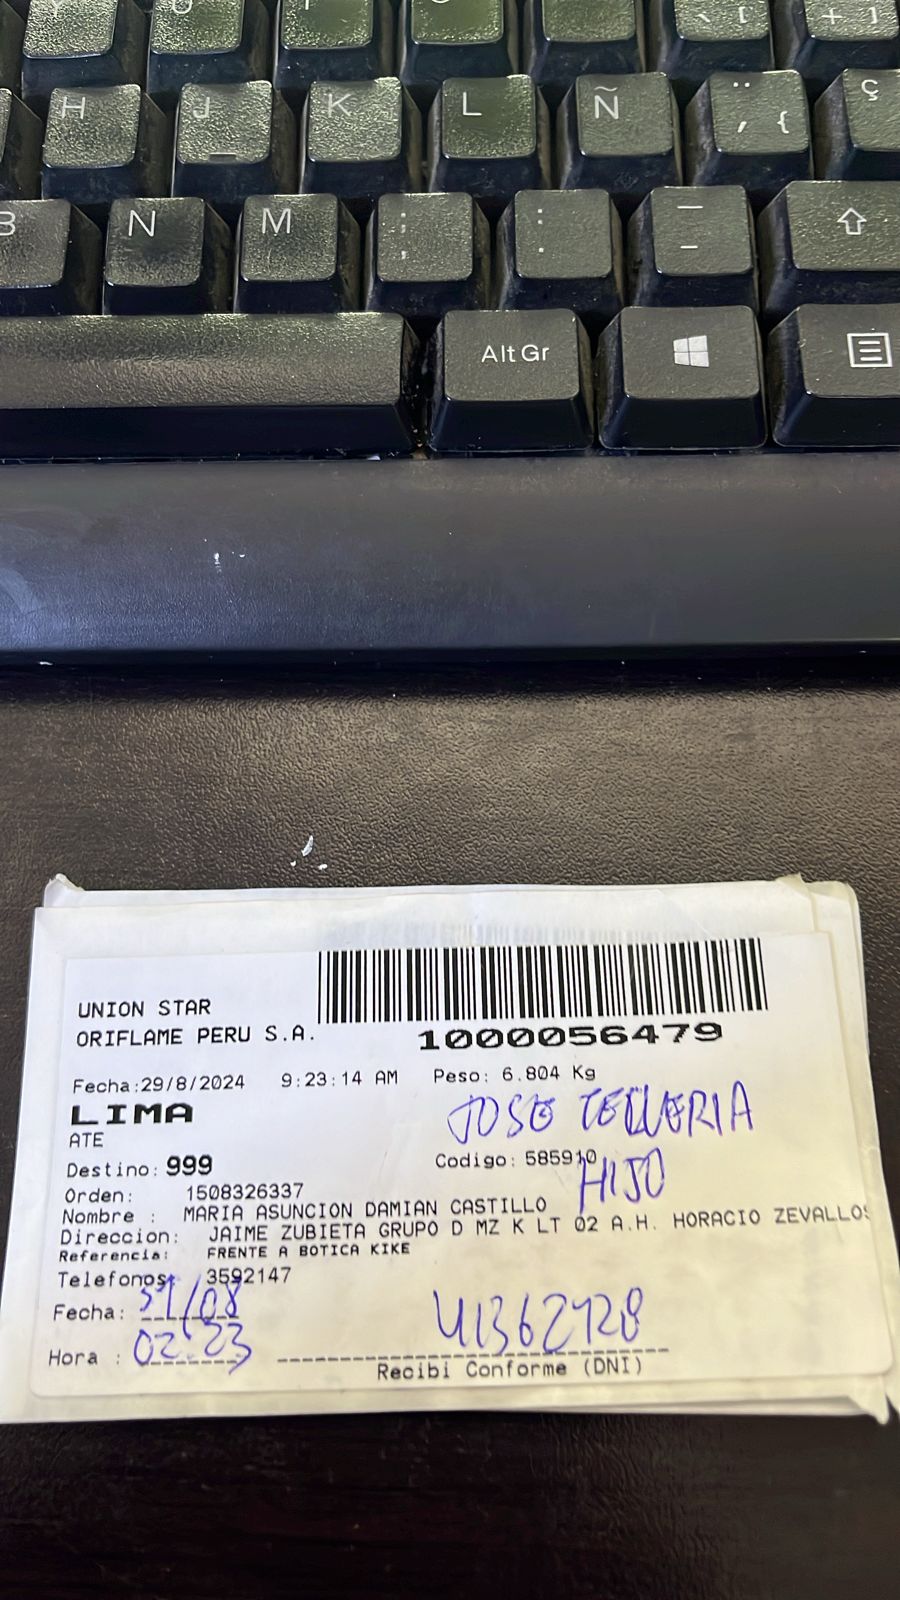 H J K L Ñ ¨ ´ { Ç
B N M ; , : . _ -
Alt Gr
UNION STAR
ORIFLAME PERU S.A.
1000056479
Fecha:29/8/2024 9:23:14 AM Peso: 6.804 Kg
LIMA
JOSE
ATE
Destino: 999 Codigo: 585910
HIJO
Orden: 1508326337
Nombre : MARIA ASUNCION DAMIAN CASTILLO
Direccion: JAIME ZUBIETA GRUPO D MZ K LT 02 A.H. HORACIO ZEVALLOS
Referencia: FRENTE A BOTICA KIKE
Telefonos: 3592147
Fecha: 31/08
41362728
Hora : 02:23
Recibi Conforme (DNI)